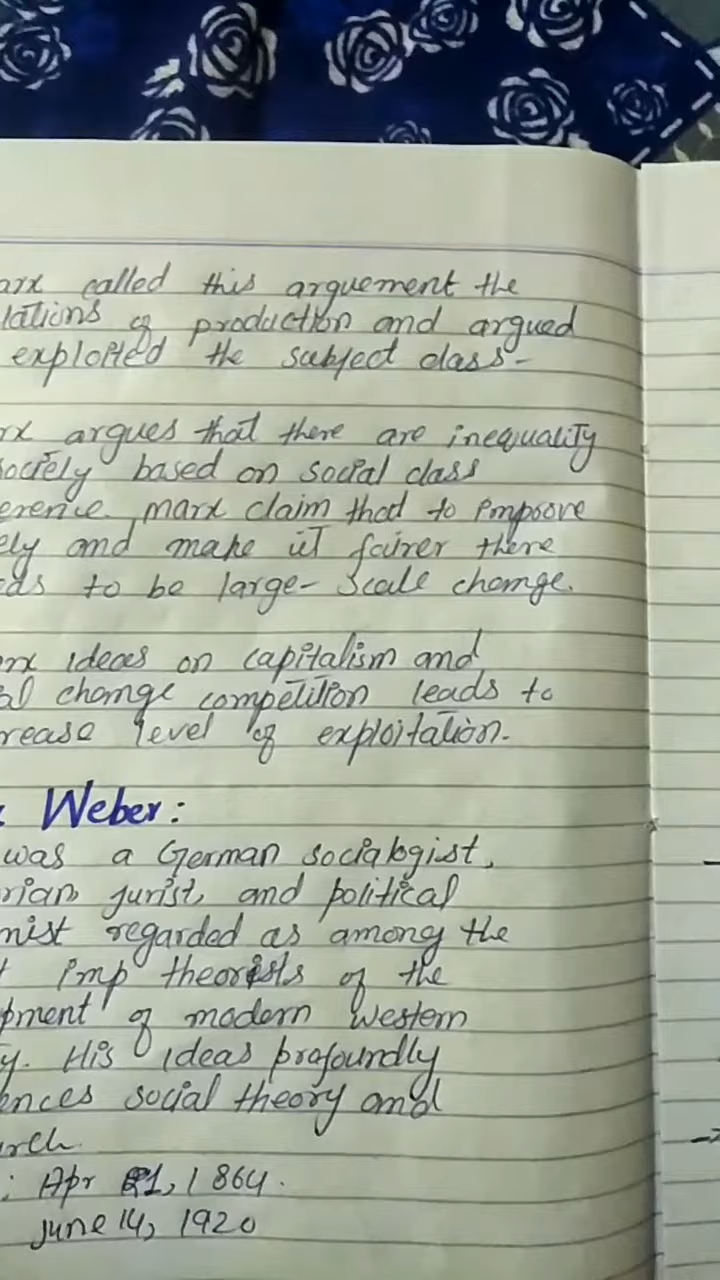 arx called this arguement the
lations of production and argued
exploited the subject class-
rx argues that there are inequality
society based on social class
erence. marx claim that to improve
ely and make it fairer there
eds to be large- scale change.
arx ideas on capitalism and
al change competition leads to
rease level of exploitation.
Weber:
was a German sociologist,
rian, jurist, and political
mist regarded as among the
t imp theorists of the
pment of modern Western
y. His ideas profoundly
ences social theory and
arch.
: Apr 21, 1864.
June 14, 1920